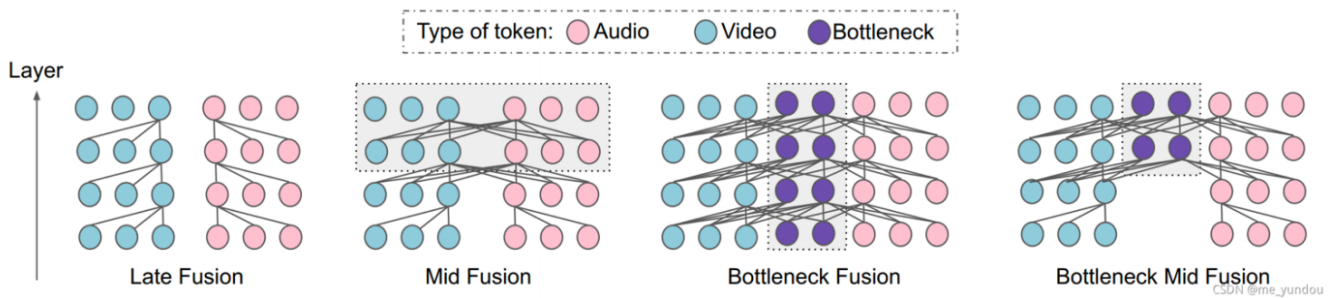 Type of token: Audio Video Bottleneck
Layer
Late Fusion Mid Fusion Bottleneck Fusion Bottleneck Mid Fusion
CSDN @me_yundou